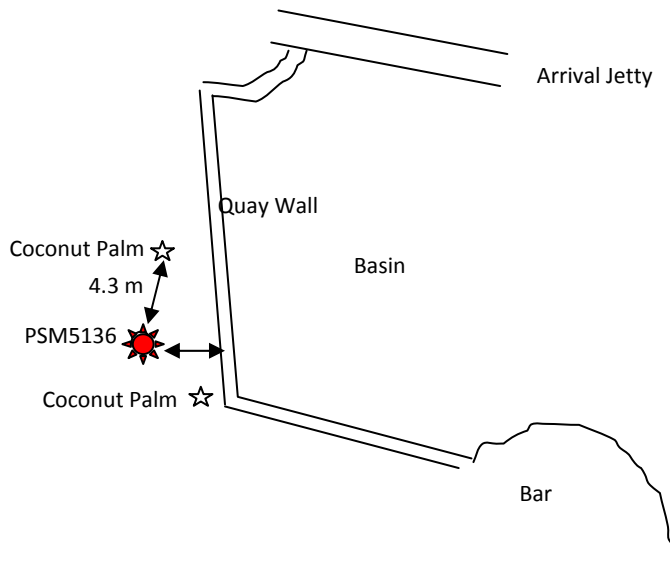 Arrival Jetty
Quay Wall
Coconut Palm
Basin
4.3 m
PSM5136
Coconut Palm
Bar